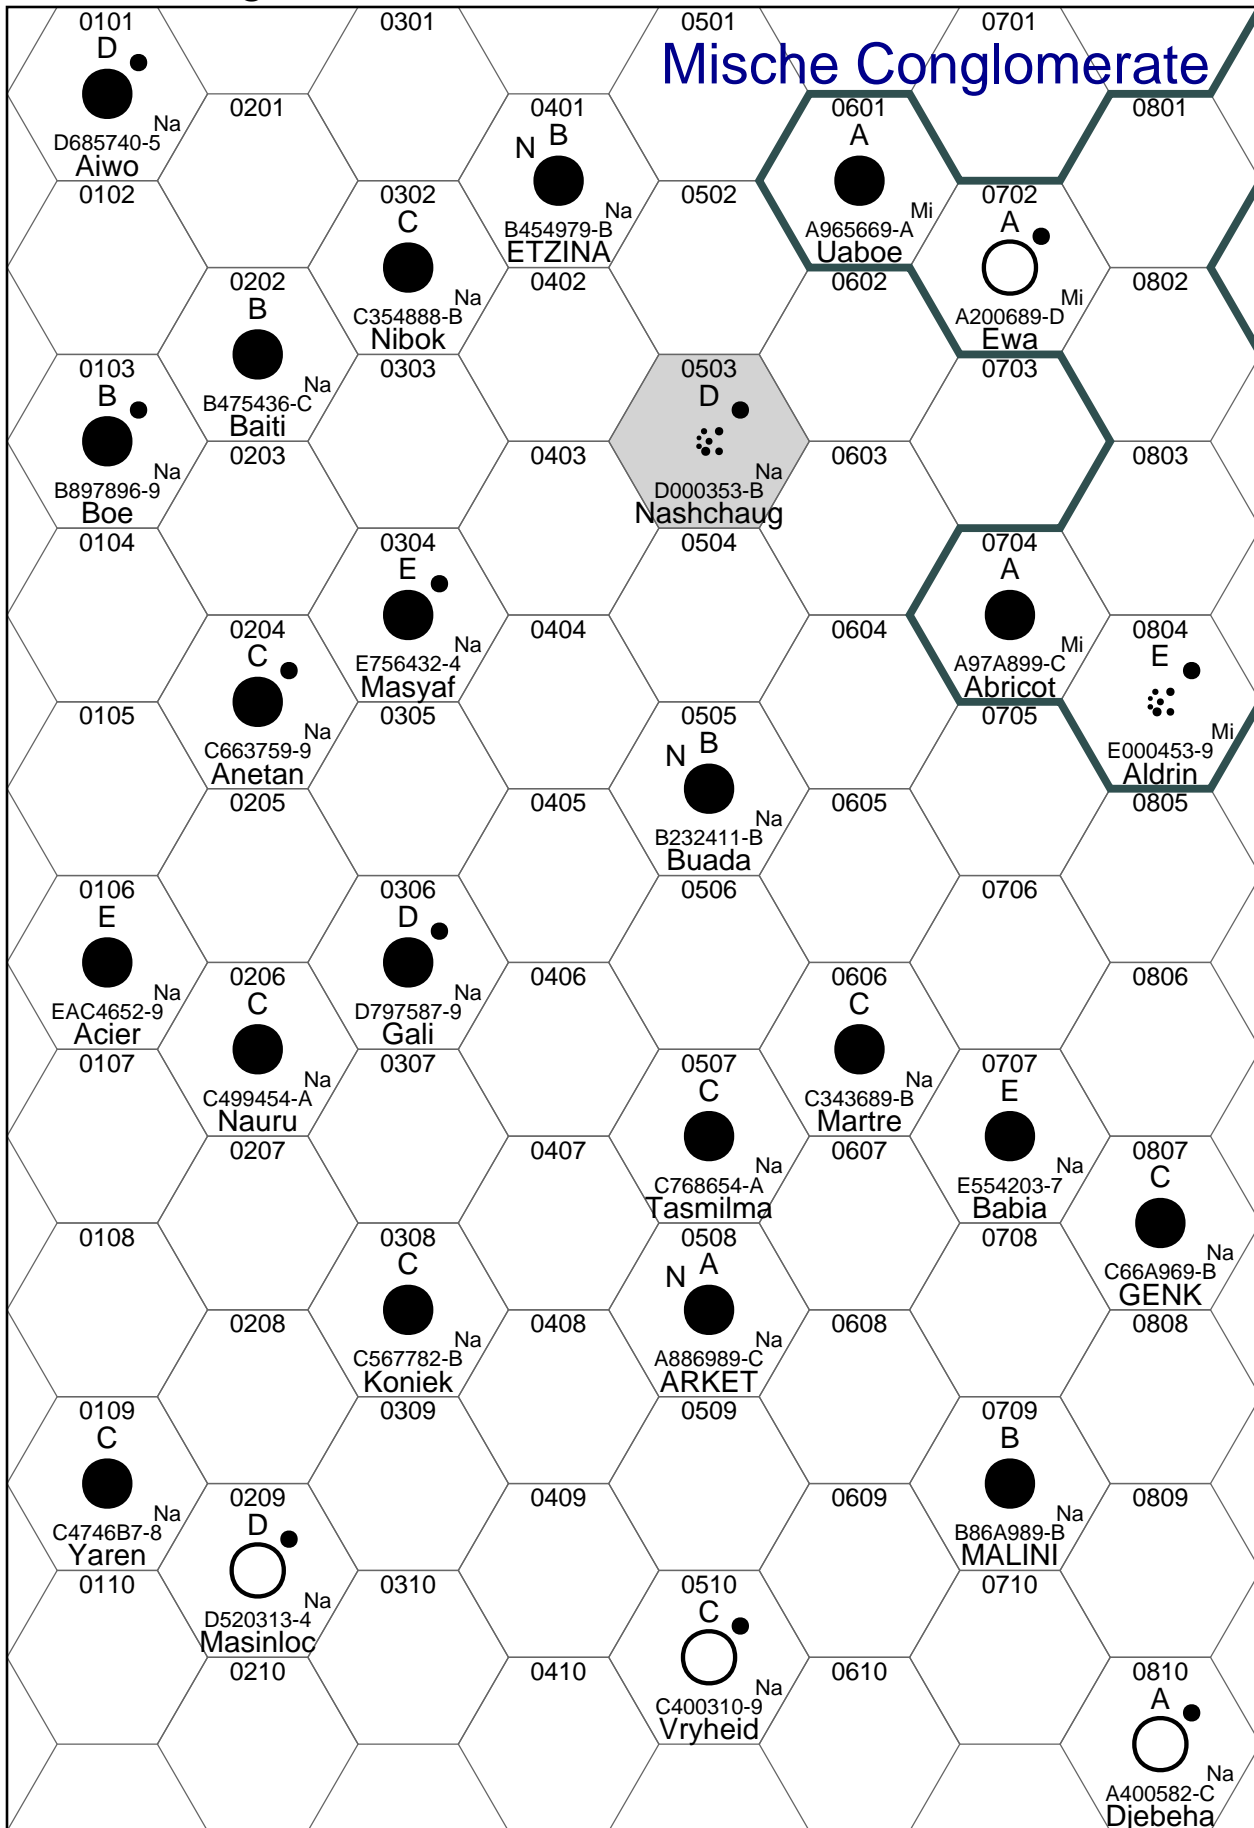 Mische Conglomerate
0101
D
Na
D685740-5
Aiwo
0102
0103
B
Na
B897896-9
Boe
0104
0105
0106
E
Na
EAC4652-9
Acier
0107
0108
0109
C
Na
C4746B7-8
Yaren
0110
0201
0202
B
Na
B475436-C
Baiti
0203
0204
C
Na
C663759-9
Anetan
0205
0206
C
Na
C499454-A
Nauru
0207
0208
0209
D
Na
D520313-4
Masinloc
0210
0301
0302
C
Na
C354888-B
Nibok
0303
0304
E
Na
E756432-4
Masyaf
0305
0306
D
Na
D797587-9
Gali
0307
0308
C
Na
C567782-B
Koniek
0309
0310
0401
N B
Na
B454979-B
ETZINA
0402
0403
0404
0405
0406
0407
0408
0409
0410
0501
0502
0503
D
Na
D000353-B
Nashchaug
0504
0505
N B
Na
B232411-B
Buada
0506
0507
C
Na
C768654-A
Tasmilma
0508
N A
Na
A886989-C
ARKET
0509
0510
C
Na
C400310-9
Vryheid
0601
A
Mi
A965669-A
Uaboe
0602
0603
0604
0605
0606
C
Na
C343689-B
Martre
0607
0608
0609
0610
0701
0702
A
Mi
A200689-D
Ewa
0703
0704
A
Mi
A97A899-C
Abricot
0705
0706
0707
E
Na
E554203-7
Babia
0708
0709
B
Na
B86A989-B
MALINI
0710
0801
0802
0803
0804
E
Mi
E000453-9
Aldrin
0805
0806
0807
C
Na
C66A969-B
GENK
0808
0809
0810
A
Na
A400582-C
Djebeha